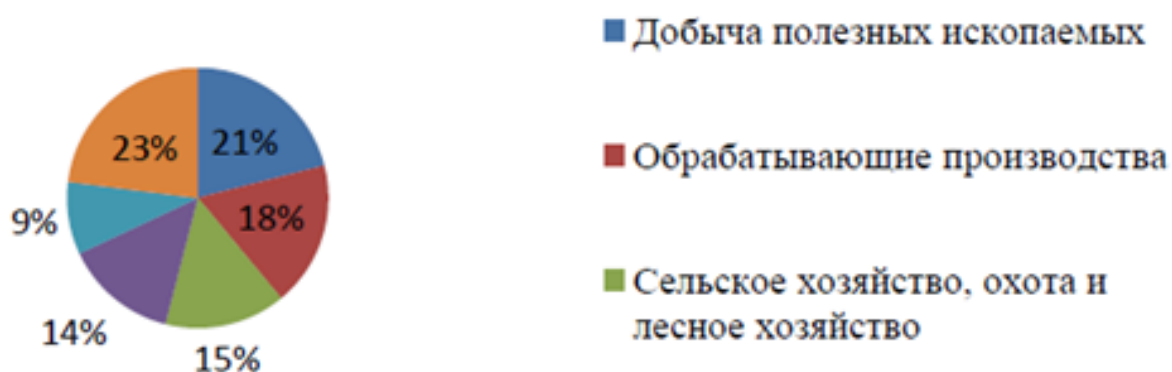 Добыча полезных ископаемых
23%
21%
Обрабатывающие производства
9%
18%
Сельское хозяйство, охота и
лесное хозяйство
14%
15%